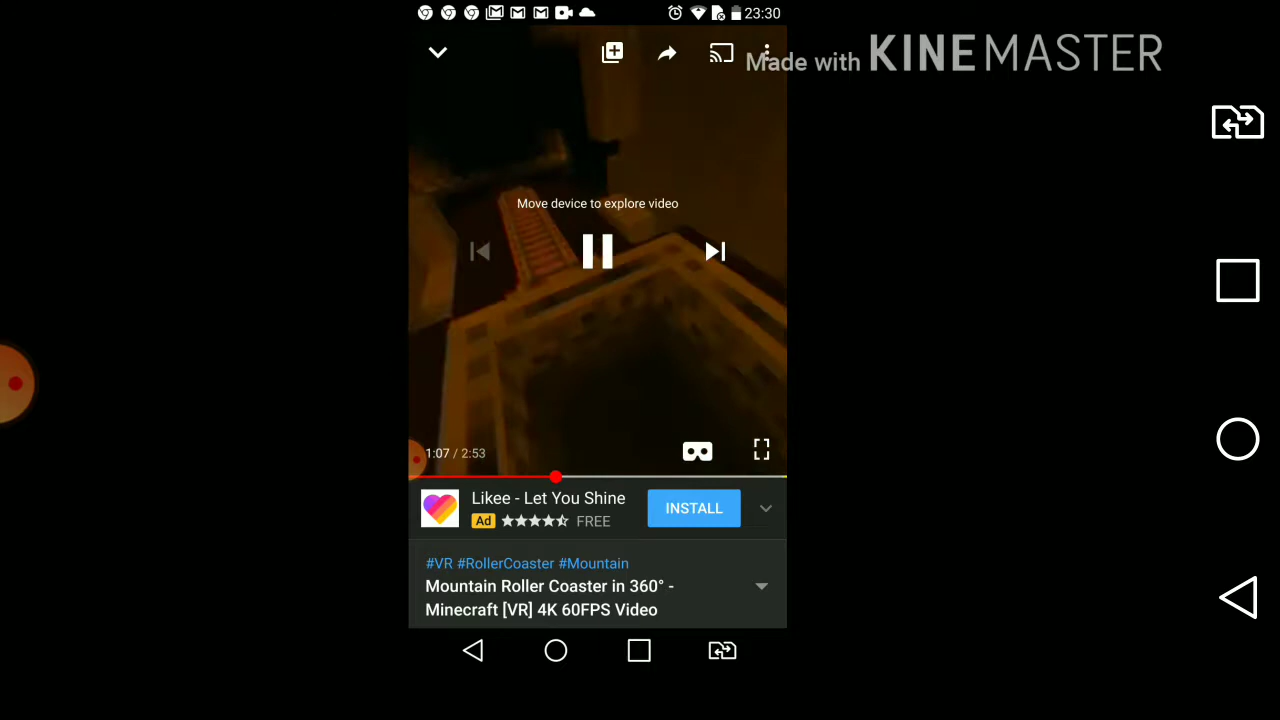 23:30
Made with KINEMASTER
Move device to explore video
1:07 / 2:53
Likee - Let You Shine
Ad FREE
INSTALL
#VR #RollerCoaster #Mountain
Mountain Roller Coaster in 360° -
Minecraft [VR] 4K 60FPS Video